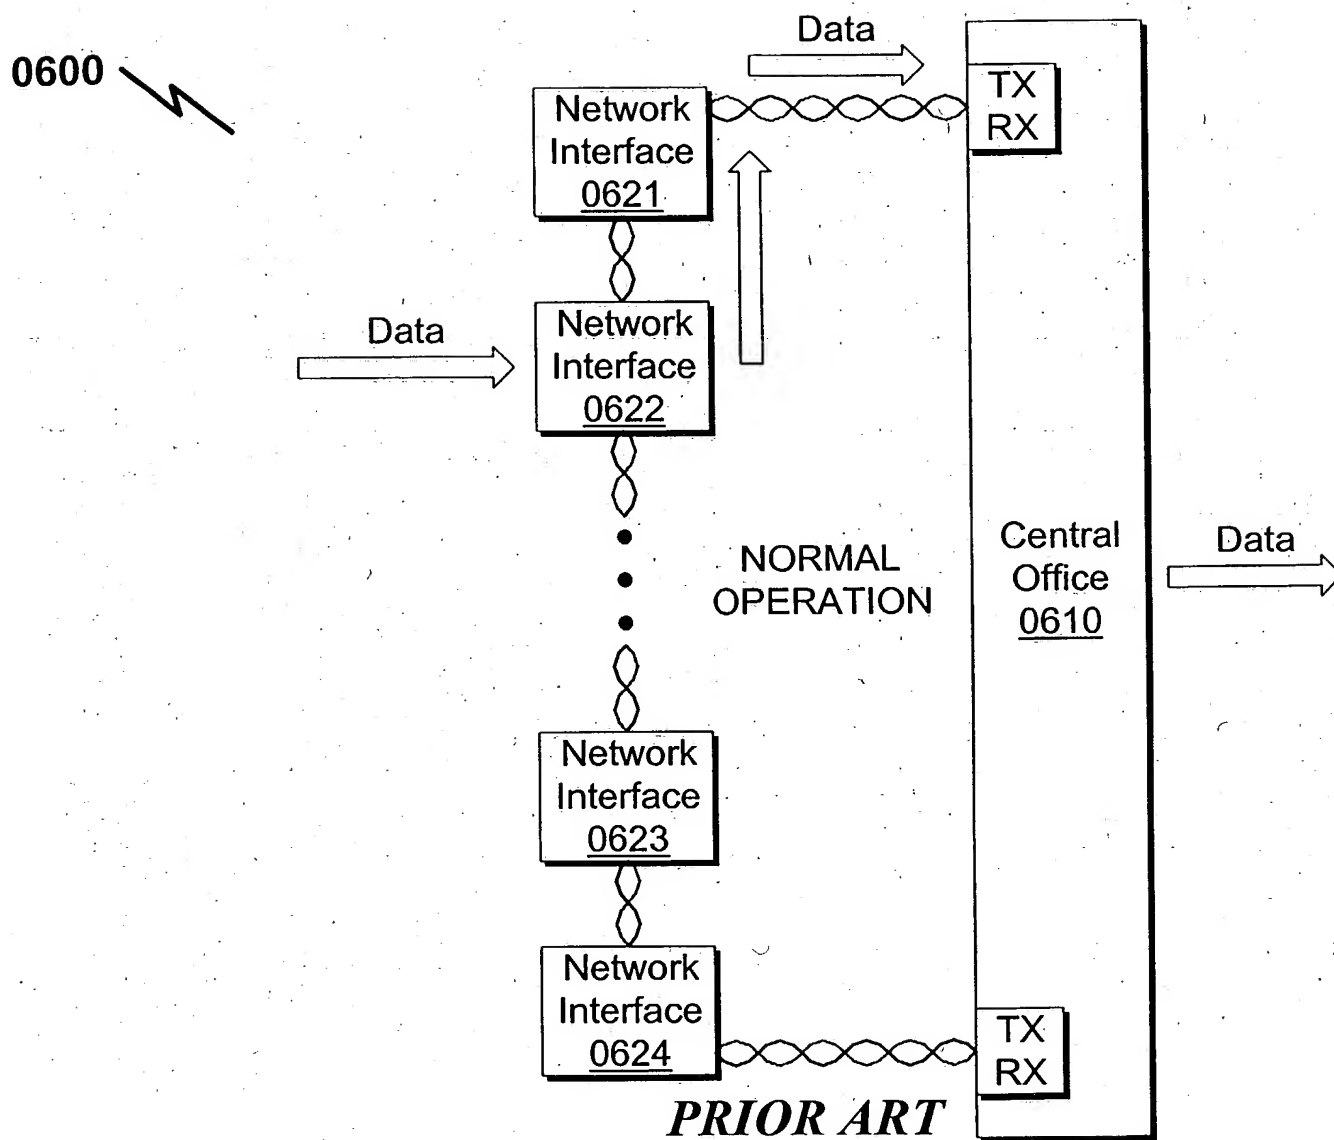 0600
Data
TX
RX
Network
Interface
0621
Data
Network
Interface
0622
NORMAL
OPERATION
Central
Office
0610
Data
Network
Interface
0623
Network
Interface
0624
TX
RX
PRIOR ART